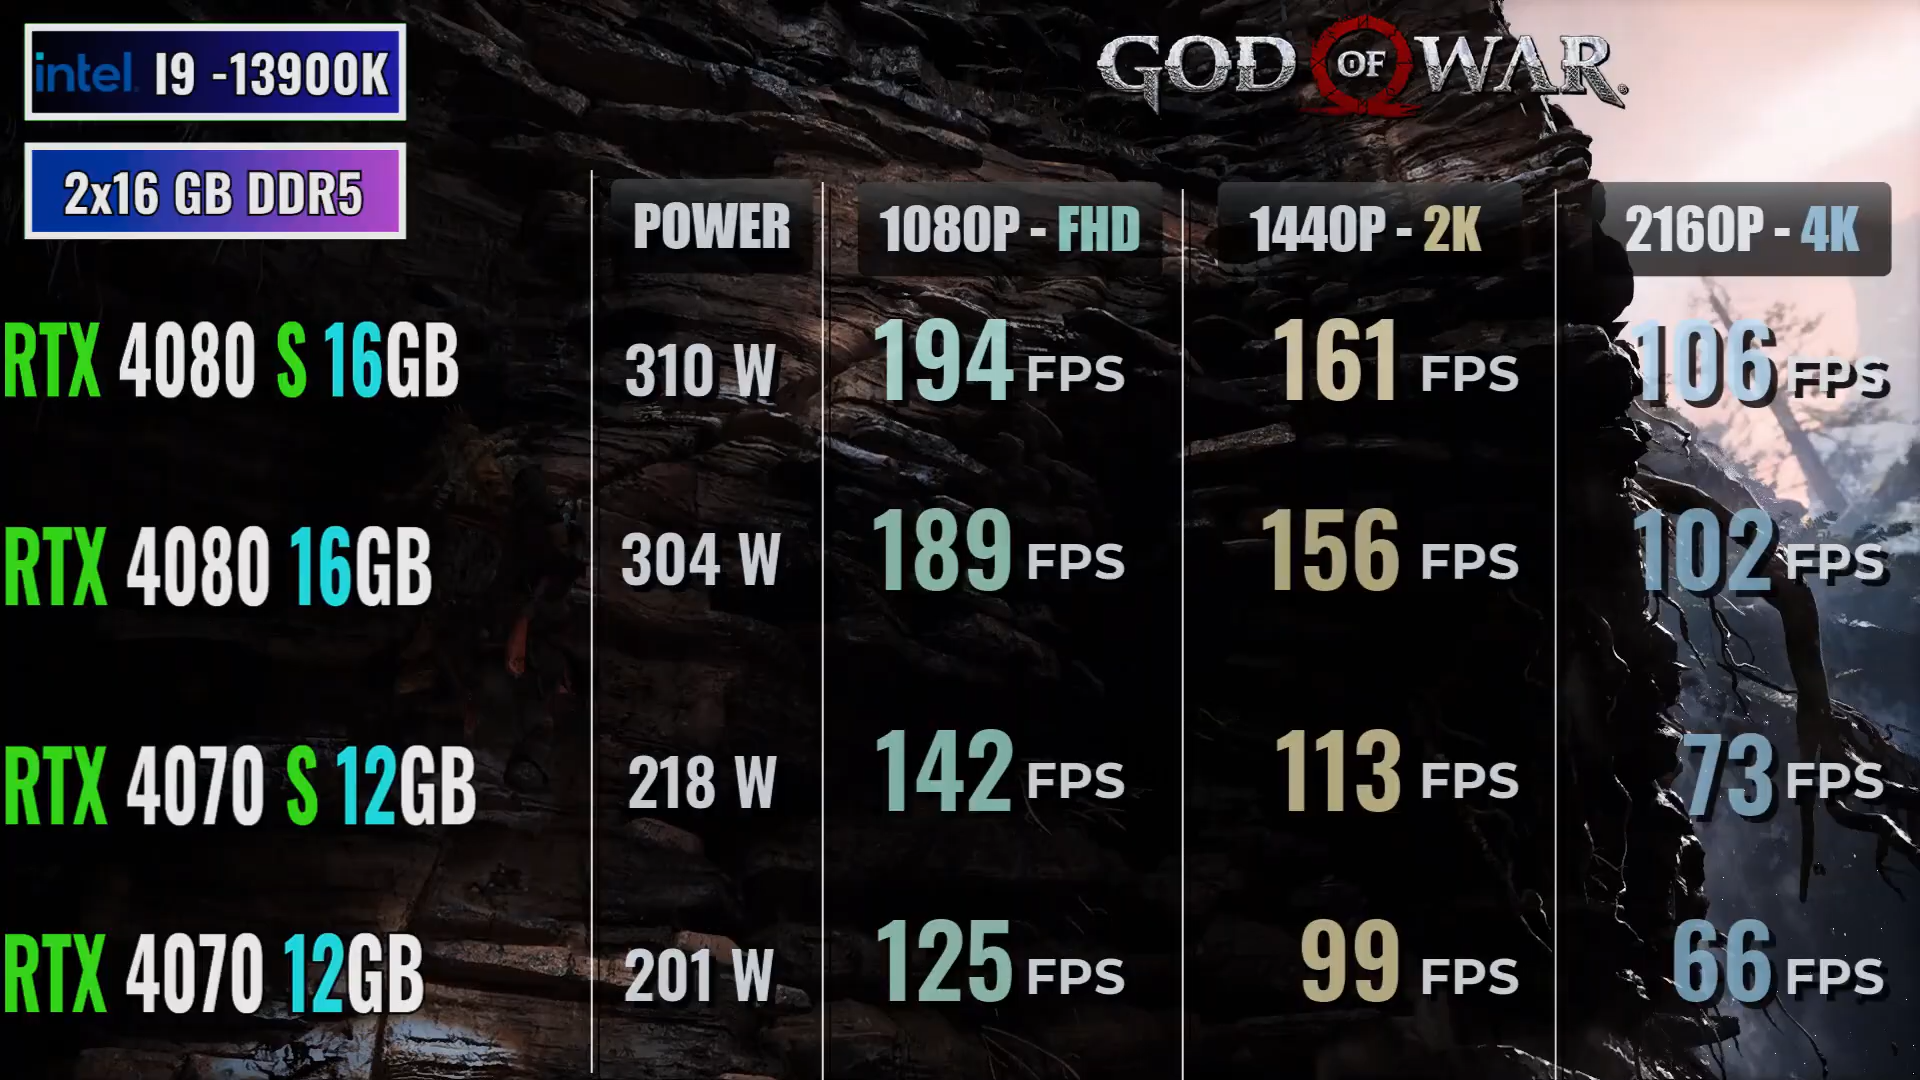 intel. I9 -13900K
GOD OF WAR
2x16 GB DDR5
POWER 1080P - FHD 1440P - 2K 2160P - 4K
RTX 4080 S 16GB 310 W 194 FPS 161 FPS 106 FPS
RTX 4080 16GB 304 W 189 FPS 156 FPS 102 FPS
RTX 4070 S 12GB 218 W 142 FPS 113 FPS 73 FPS
RTX 4070 12GB 201 W 125 FPS 99 FPS 66 FPS